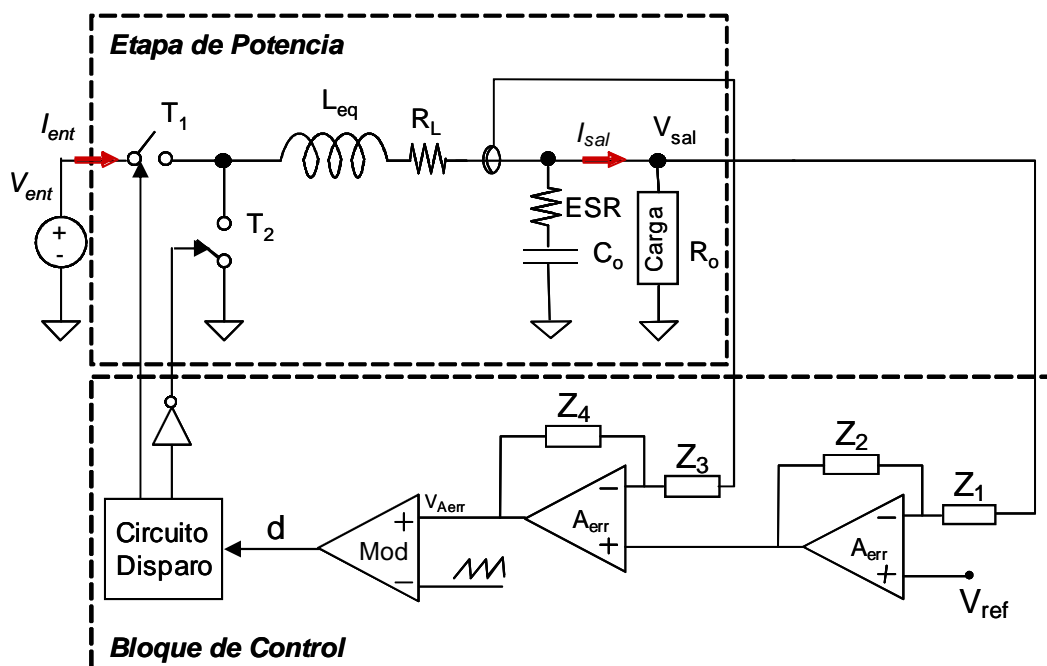 Etapa de Potencia
I_ent
T_1
L_eq
R_L
I_sal
V_sal
V_ent
+
-
T_2
ESR
C_o
Carga
R_o
Z_4
Z_3
Z_2
Z_1
V_Aerr
Circuito
Disparo
d
+
Mod
−
−
A_err
+
−
A_err
+
V_ref
Bloque de Control